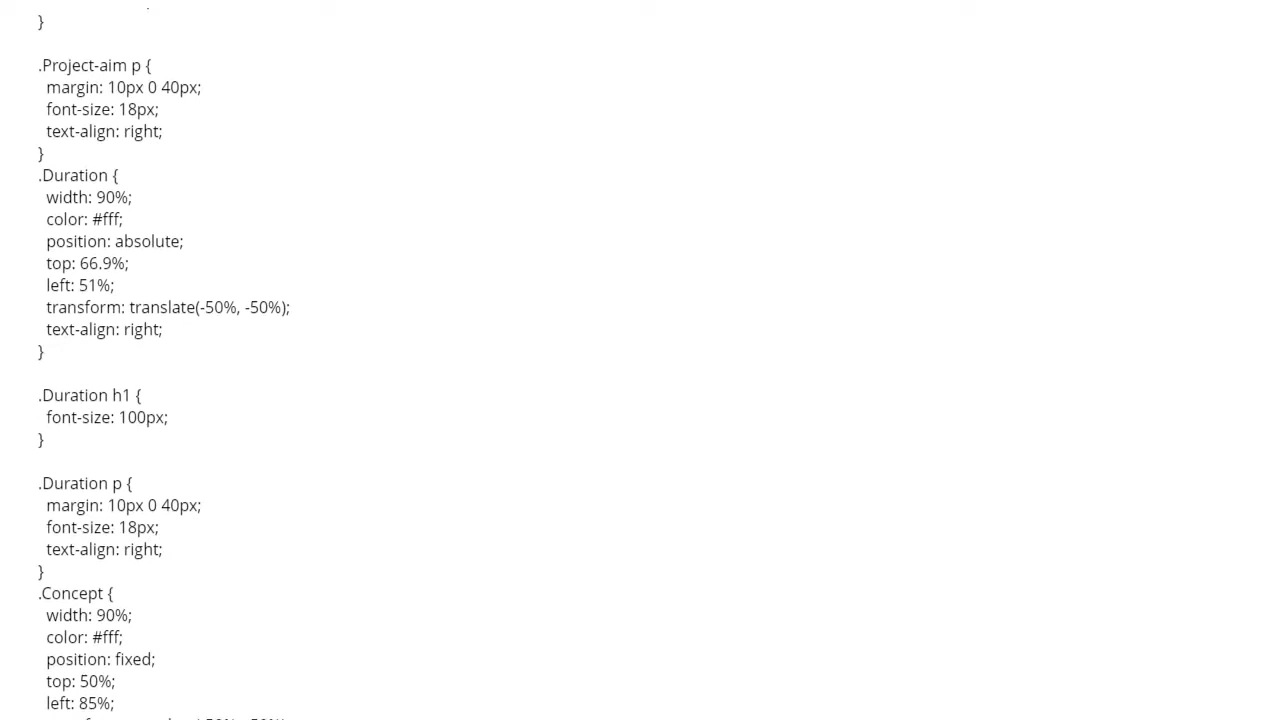 }

.Project-aim p {
  margin: 10px 0 40px;
  font-size: 18px;
  text-align: right;
}
.Duration {
  width: 90%;
  color: #fff;
  position: absolute;
  top: 66.9%;
  left: 51%;
  transform: translate(-50%, -50%);
  text-align: right;
}

.Duration h1 {
  font-size: 100px;
}

.Duration p {
  margin: 10px 0 40px;
  font-size: 18px;
  text-align: right;
}
.Concept {
  width: 90%;
  color: #fff;
  position: fixed;
  top: 50%;
  left: 85%;